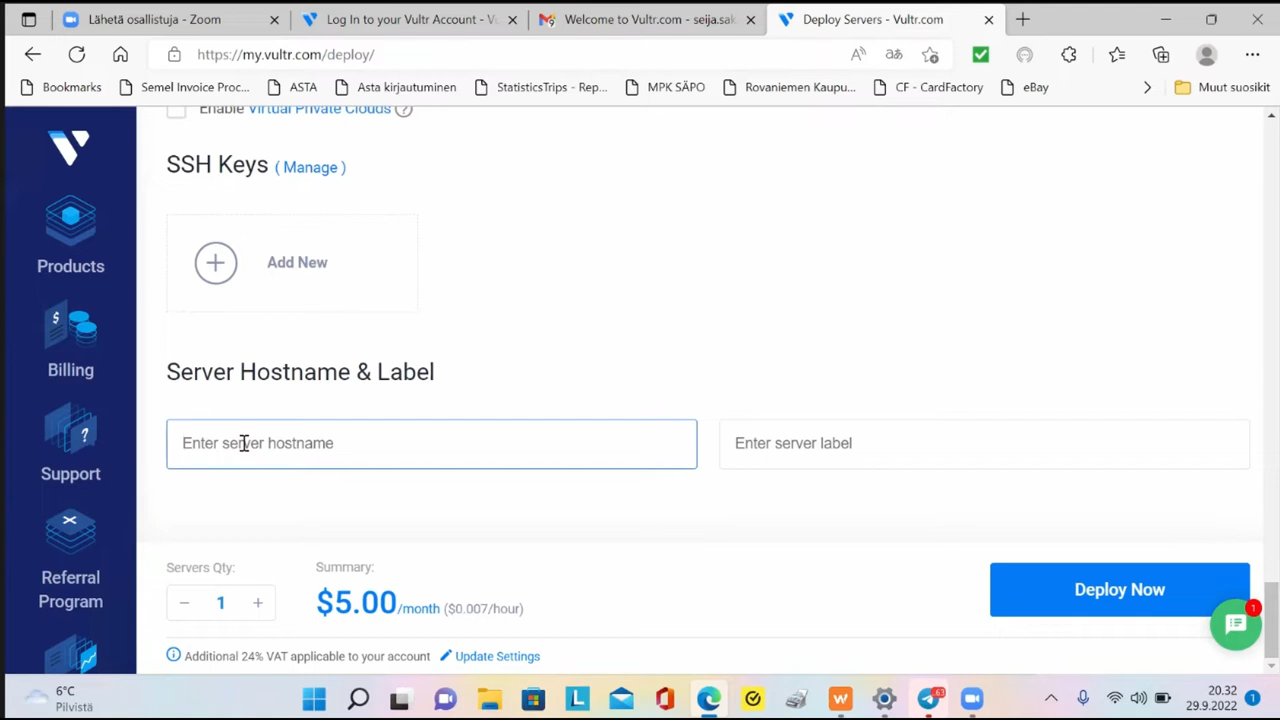 Lähetä osallistuja - Zoom
Log In to your Vultr Account - Vu
Welcome to Vultr.com - seija.sak
Deploy Servers - Vultr.com
https://my.vultr.com/deploy/
Bookmarks
Semel Invoice Proc...
ASTA
Asta kirjautuminen
StatisticsTrips - Rep...
MPK SÄPO
Rovaniemen Kaupu...
CF - CardFactory
eBay
Muut suosikit
Enable Virtual Private Clouds ?
SSH Keys ( Manage )
Add New
Products
Billing
Support
Referral
Program
Server Hostname & Label
Enter server hostname
Enter server label
Servers Qty:
1
Summary:
$5.00/month ($0.007/hour)
Deploy Now
1
Additional 24% VAT applicable to your account
Update Settings
6°C
Pilvistä
63
20.32
29.9.2022
1